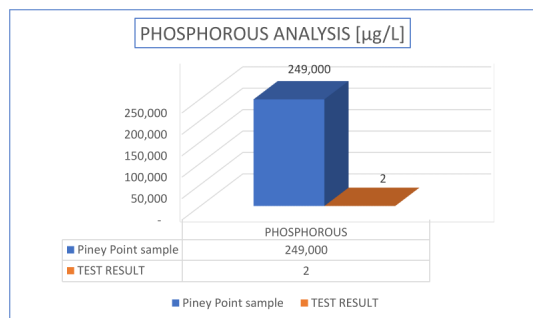 PHOSPHOROUS ANALYSIS [µg/L]
249,000
250,000
200,000
150,000
100,000
50,000
-
2
PHOSPHOROUS
Piney Point sample 249,000
TEST RESULT 2
Piney Point sample TEST RESULT